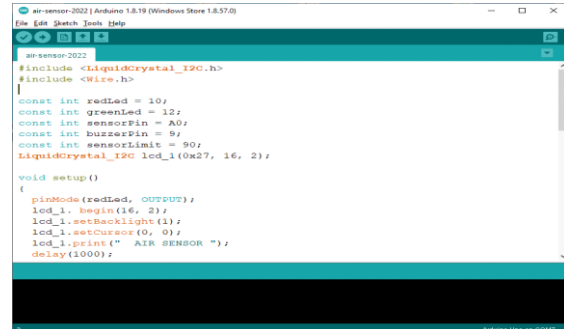 air-sensor-2022 | Arduino 1.8.19 (Windows Store 1.8.57.0)
File Edit Sketch Tools Help
air-sensor-2022
#include <LiquidCrystal_I2C.h>
#include <Wire.h>
const int redLed = 10;
const int greenLed = 12;
const int sensorPin = A0;
const int buzzerPin = 9;
const int sensorLimit = 90;
LiquidCrystal_I2C lcd_1(0x27, 16, 2);
void setup()
{
pinMode(redLed, OUTPUT);
lcd_1. begin(16, 2);
lcd_1.setBacklight(1);
lcd_1.setCursor(0, 0);
lcd_1.print("  AIR SENSOR ");
delay(1000);